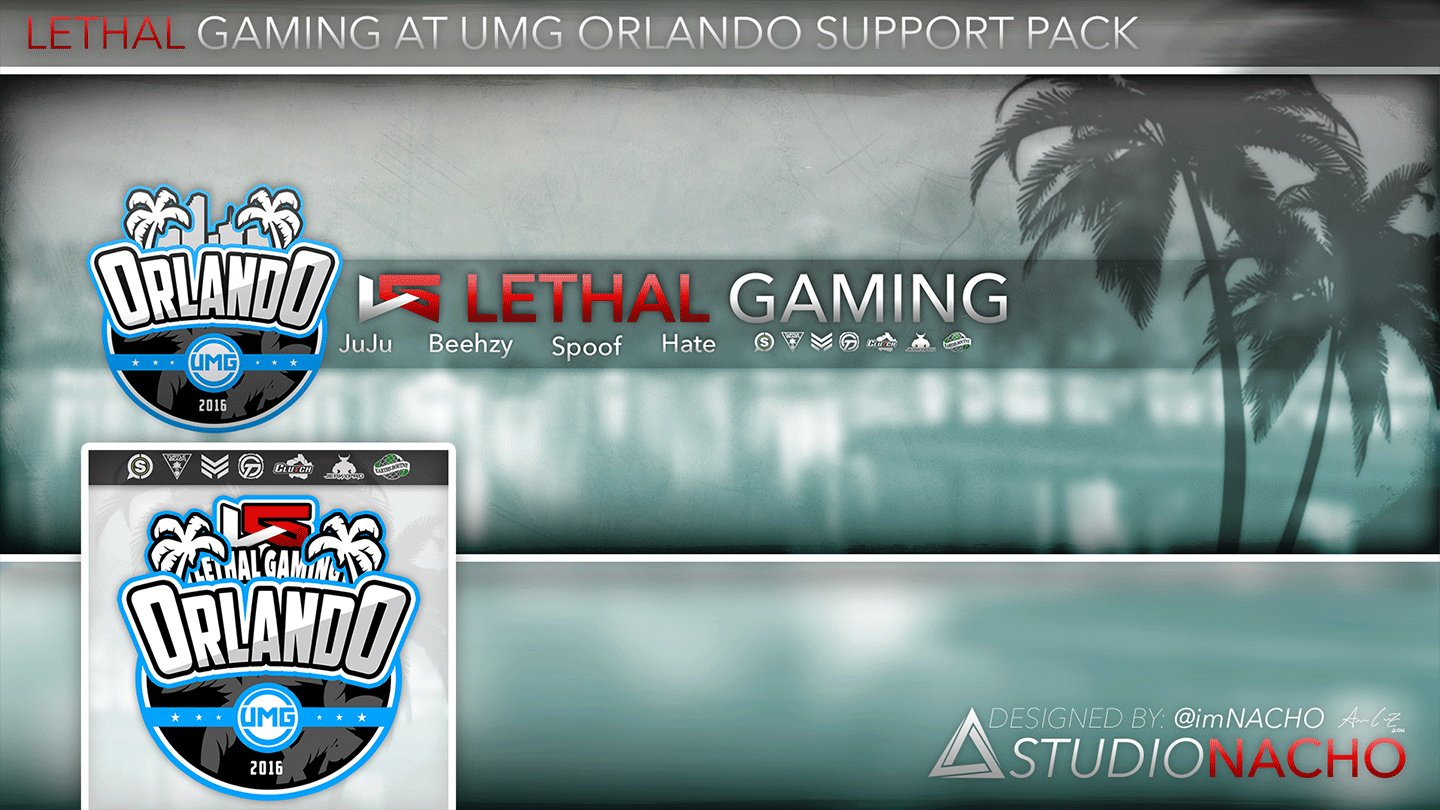 LETHAL GAMING AT UMG ORLANDO SUPPORT PACK
ORLANDO
UMG
2016
LETHAL GAMING
JuJu Beehzy Spoof Hate
CLUTCH
CLUTCH
LETHAL GAMING
ORLANDO
UMG
2016
DESIGNED BY: @imNACHO
STUDIONACHO